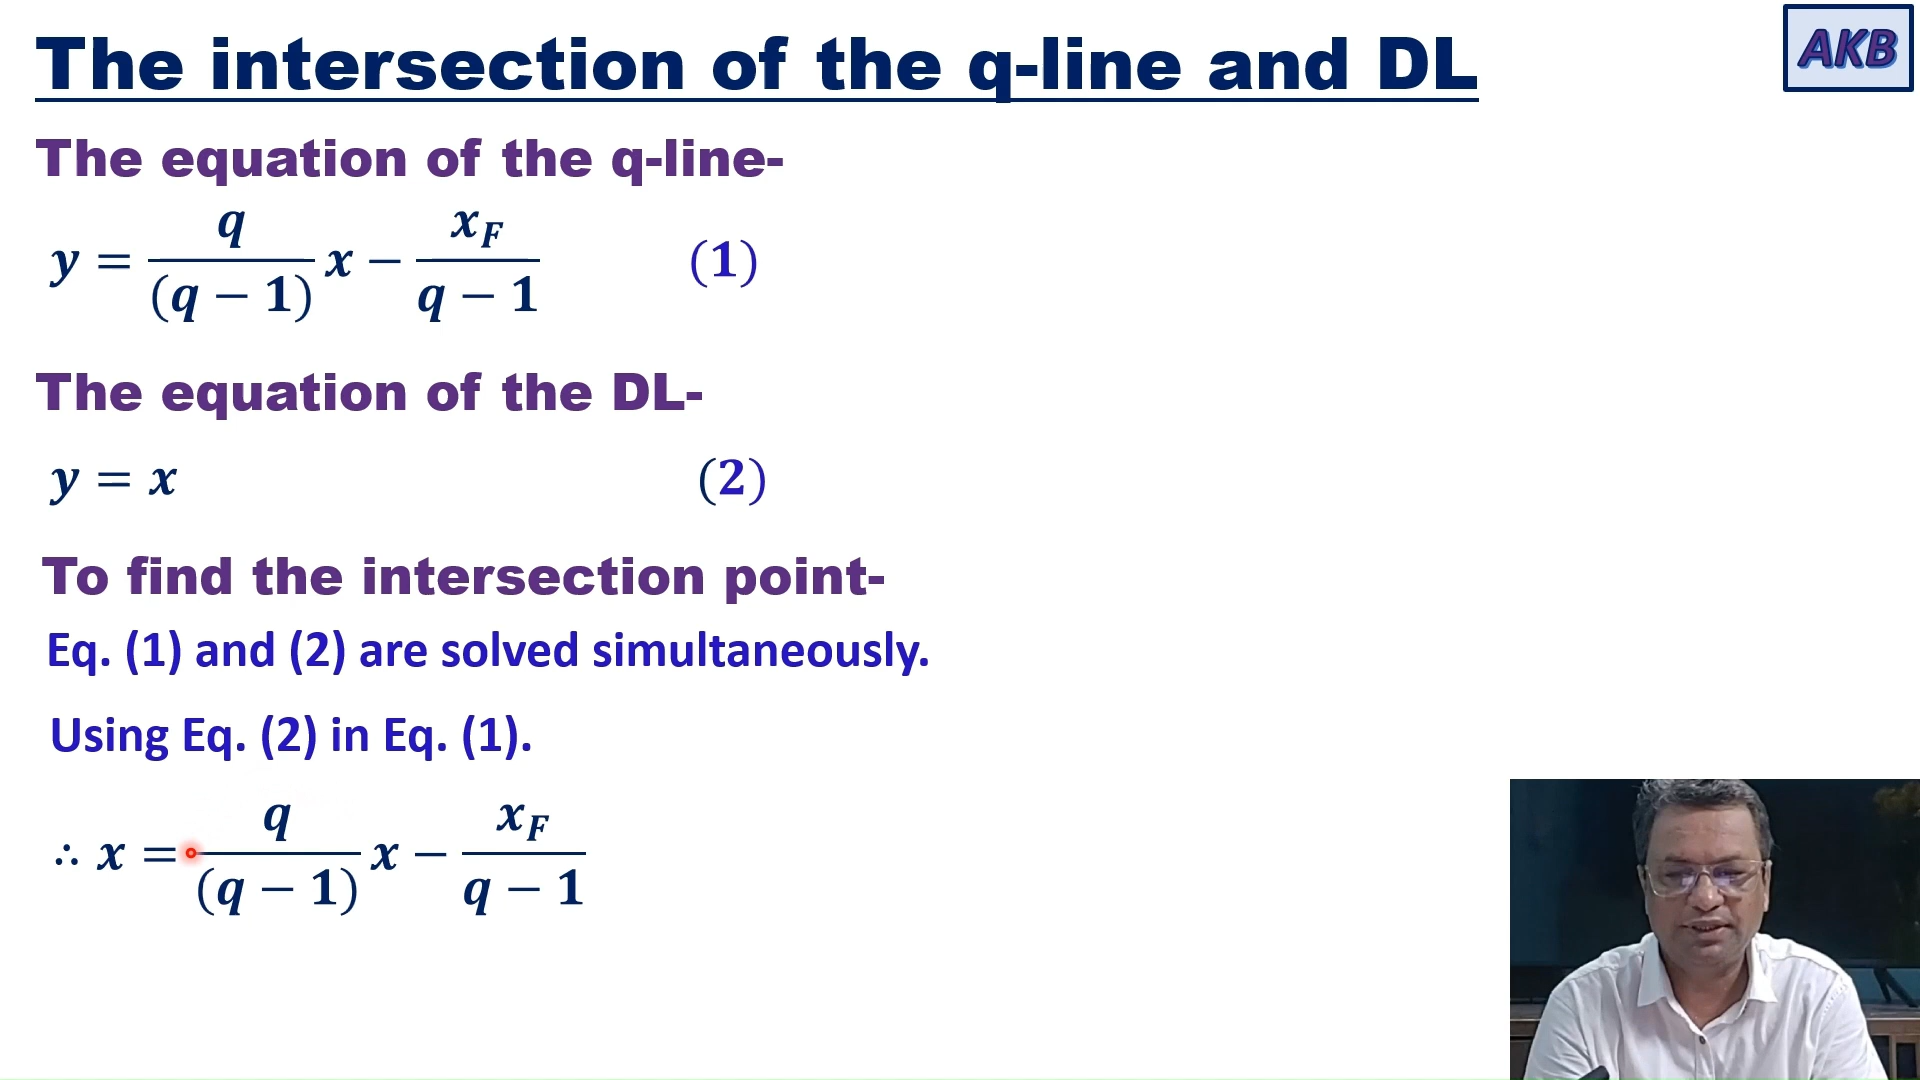 The intersection of the q-line and DL
AKB
The equation of the q-line-
y = q/(q − 1) x − x_F/q − 1 (1)
The equation of the DL-
y = x (2)
To find the intersection point-
Eq. (1) and (2) are solved simultaneously.
Using Eq. (2) in Eq. (1).
∴ x = q/(q − 1) x − x_F/q − 1